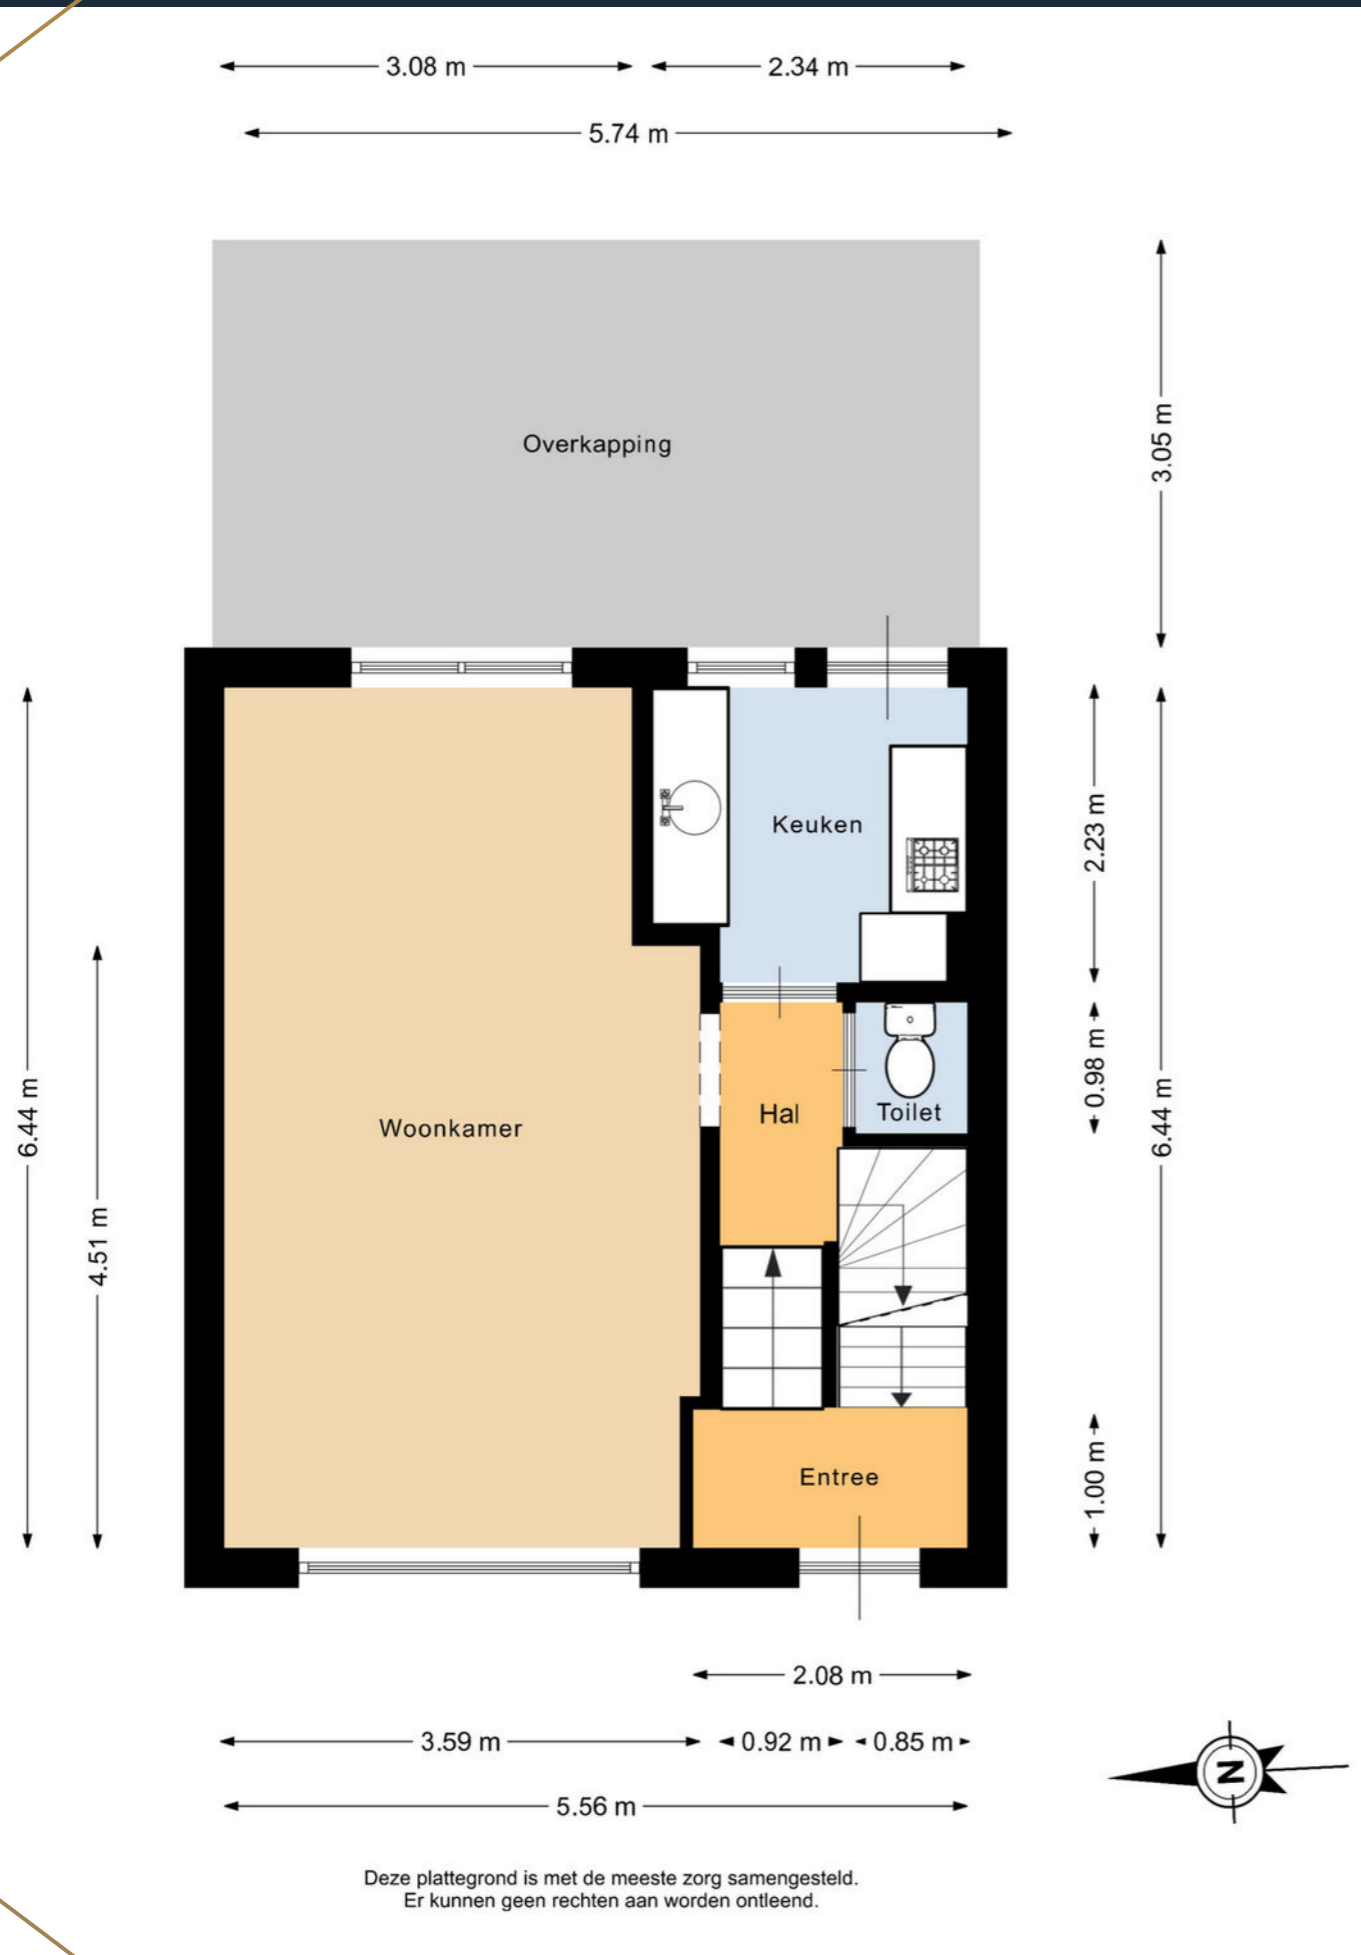 3.08 m
2.34 m
5.74 m
Overkapping
3.05 m
Keuken
2.23 m
Toilet
0.98 m
Hal
Woonkamer
6.44 m
4.51 m
6.44 m
Entree
1.00 m
2.08 m
3.59 m
0.92 m
0.85 m
5.56 m
N
Deze plattegrond is met de meeste zorg samengesteld.
Er kunnen geen rechten aan worden ontleend.